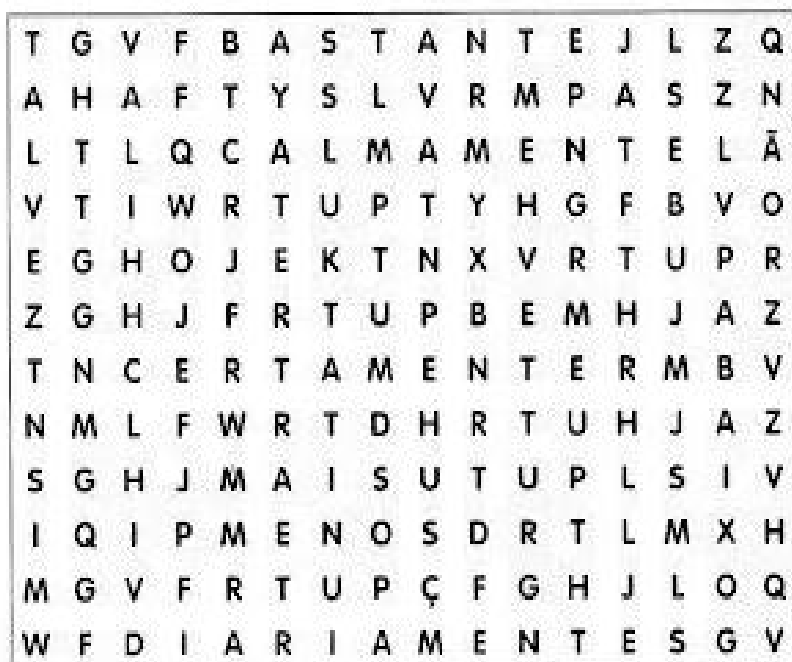 T G V F B A S T A N T E J L Z Q
A H A F T Y S L V R M P A S Z N
L T L Q C A L M A M E N T E L Ã
V T I W R T U P T Y H G F B V O
E G H O J E K T N X V R T U P R
Z G H J F R T U P B E M H J A Z
T N C E R T A M E N T E R M B V
N M L F W R T D H R T U H J A Z
S G H J M A I S U T U P L S I V
I Q I P M E N O S D R T L M X H
M G V F R T U P Ç F G H J L O Q
W F D I A R I A M E N T E S G V